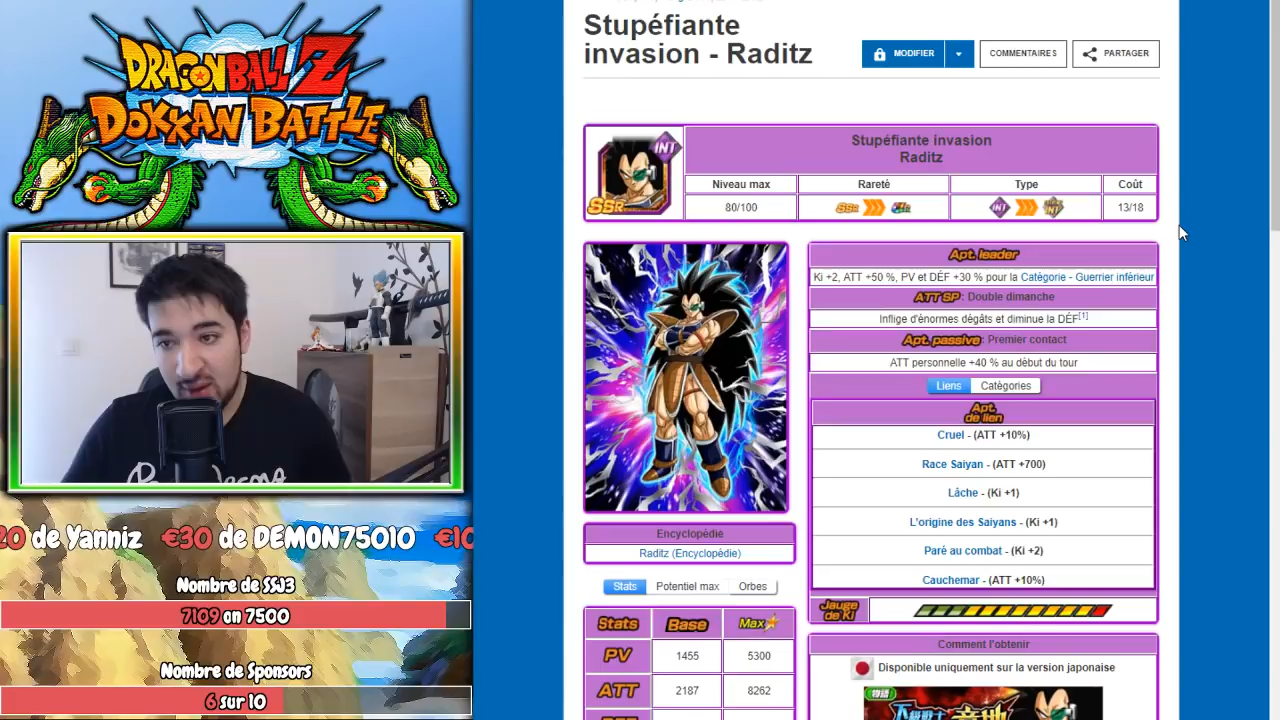 DRAGON BALL Z
DOKKAN BATTLE
Stupéfiante
invasion - Raditz
MODIFIER
COMMENTAIRES
PARTAGER
INT
SSR
Stupéfiante invasion
Raditz
Niveau max
Rareté
Type
Coût
80/100
SSR
INT
13/18
Apt. leader
Ki +2, ATT +50 %, PV et DÉF +30 % pour la Catégorie - Guerrier inférieur
ATT SP: Double dimanche
Inflige d'énormes dégâts et diminue la DÉF[1]
Apt. passive: Premier contact
ATT personnelle +40 % au début du tour
Liens
Catégories
Apt.
de lien
Cruel - (ATT +10%)
Race Saiyan - (ATT +700)
Lâche - (Ki +1)
L'origine des Saiyans - (Ki +1)
Paré au combat - (Ki +2)
Cauchemar - (ATT +10%)
Jauge
de Ki
Comment l'obtenir
Disponible uniquement sur la version japonaise
Encyclopédie
Raditz (Encyclopédie)
Stats
Potentiel max
Orbes
Stats
Base
Max
PV
1455
5300
ATT
2187
8262
20 de Yanniz
€30 de DEMON75010
€10
Nombre de SSJ3
7109 on 7500
Nombre de Sponsors
6 sur 10